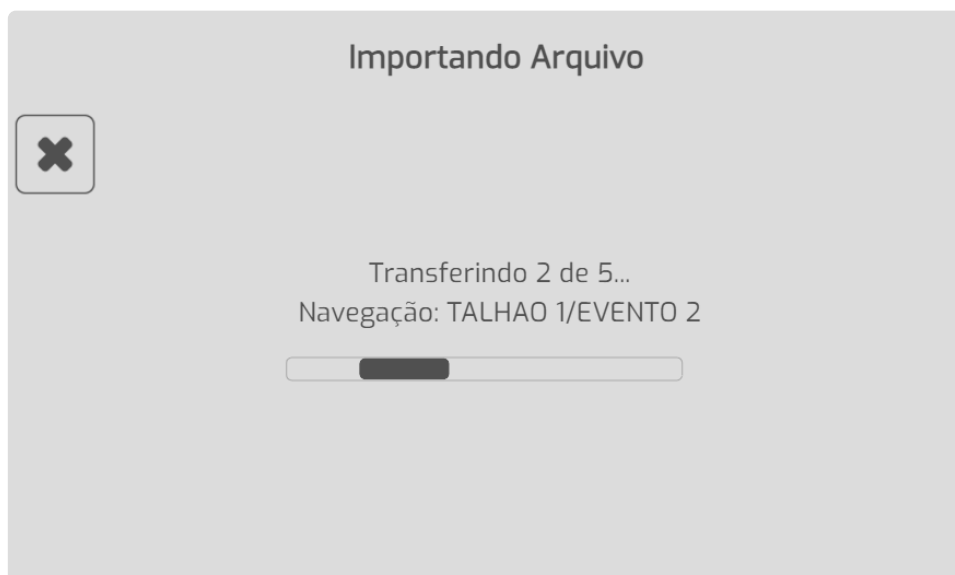 Importando Arquivo
Transferindo 2 de 5...
Navegação: TALHAO 1/EVENTO 2